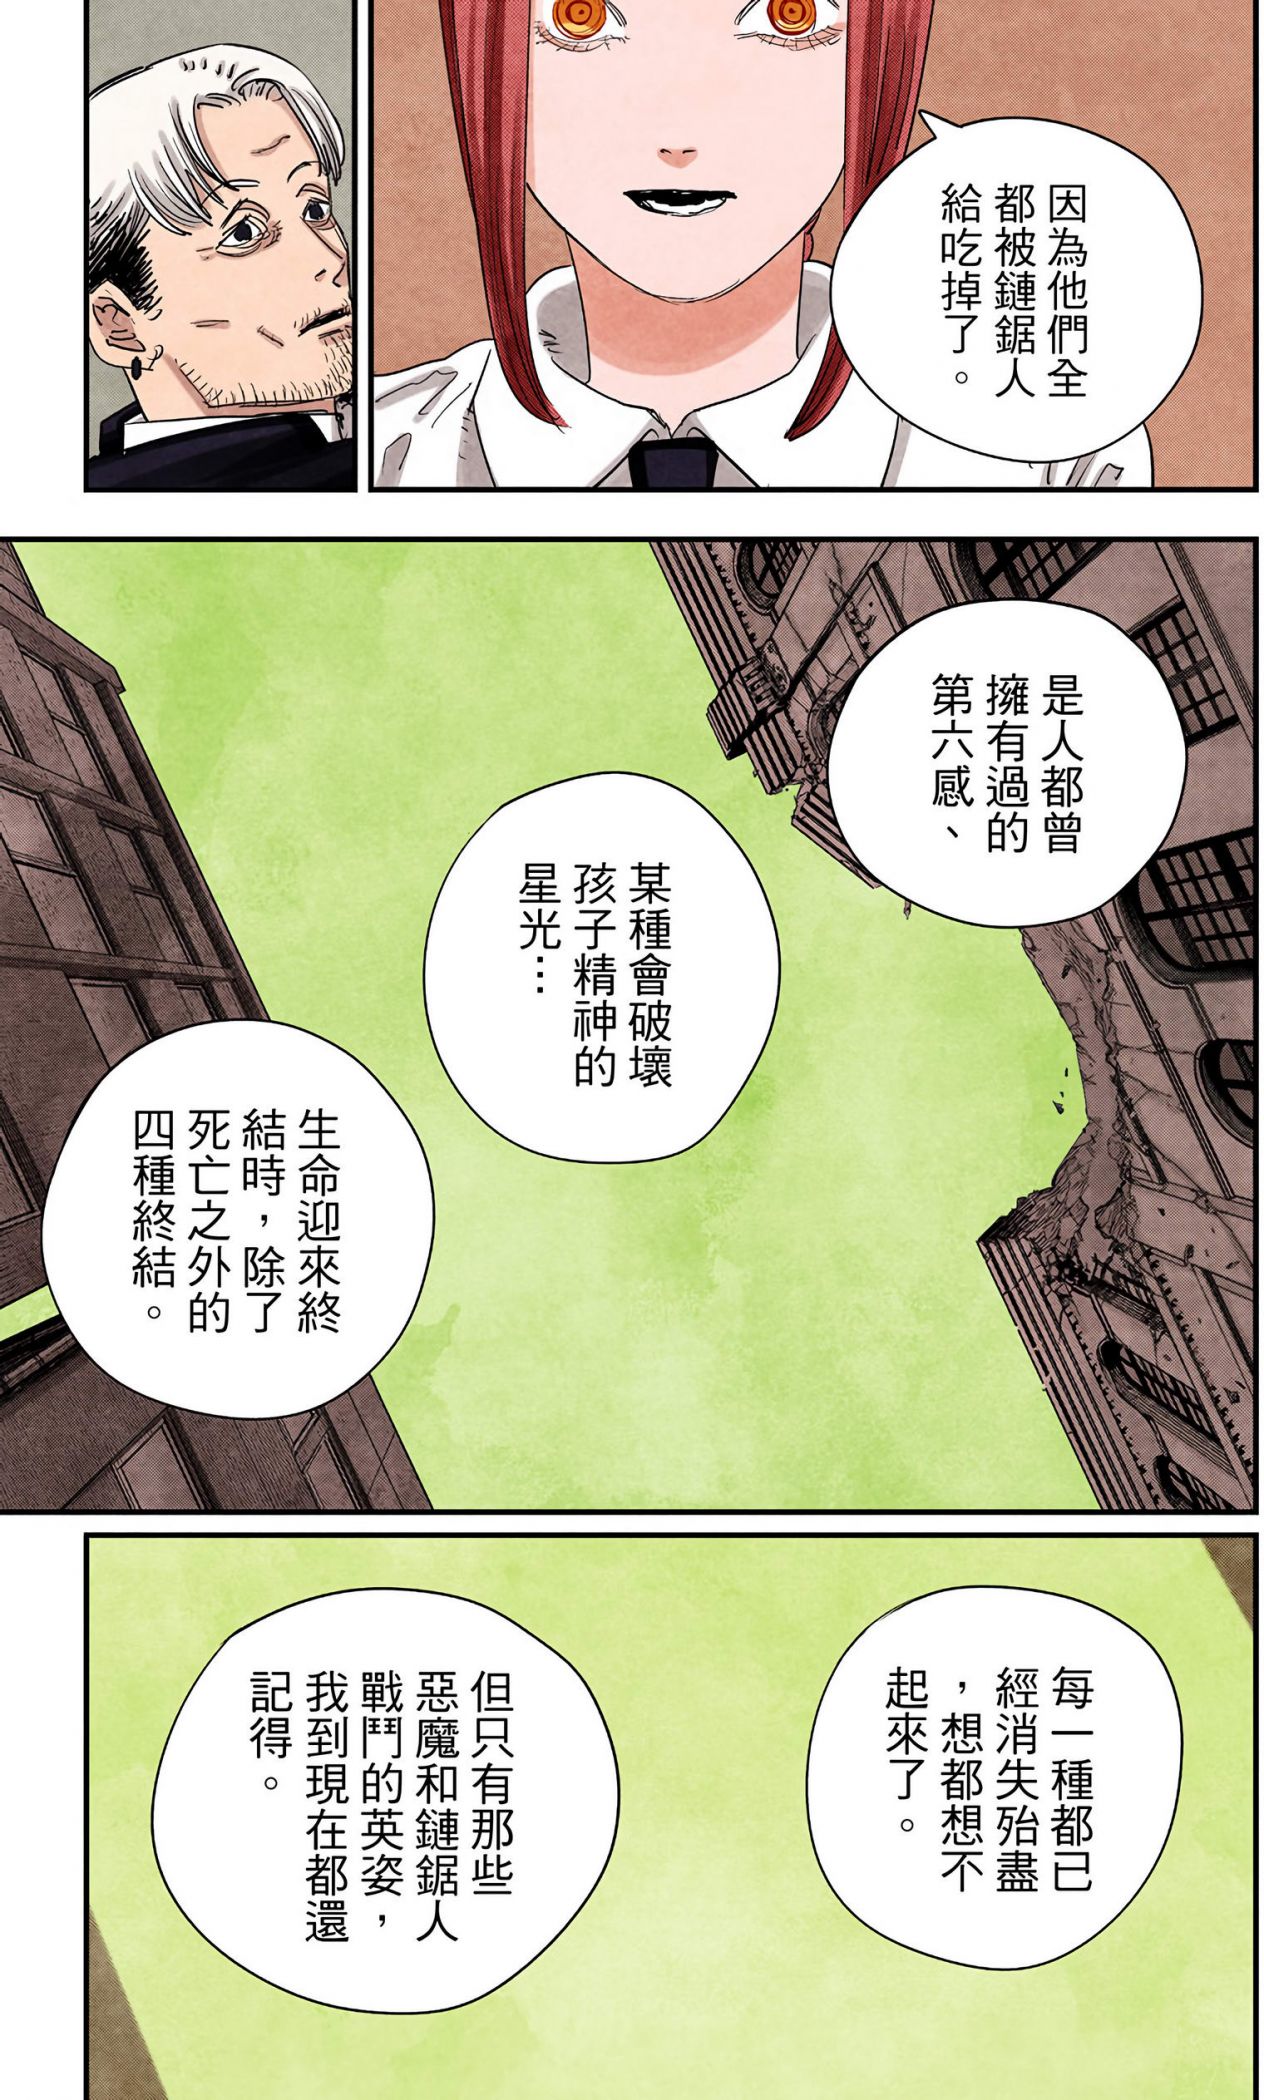 因為他們全
都被鏈鋸人
給吃掉了。
是人都曾
擁有過的
第六感、
某種會破壞
孩子精神的
星光⋯
生命迎來終
結時，除了
死亡之外的
四種終結。
每一種都已
經消失殆盡
，想都想不
起來了。
但只有那些
惡魔和鏈鋸人
戰鬥的英姿，
我到現在都還
記得。